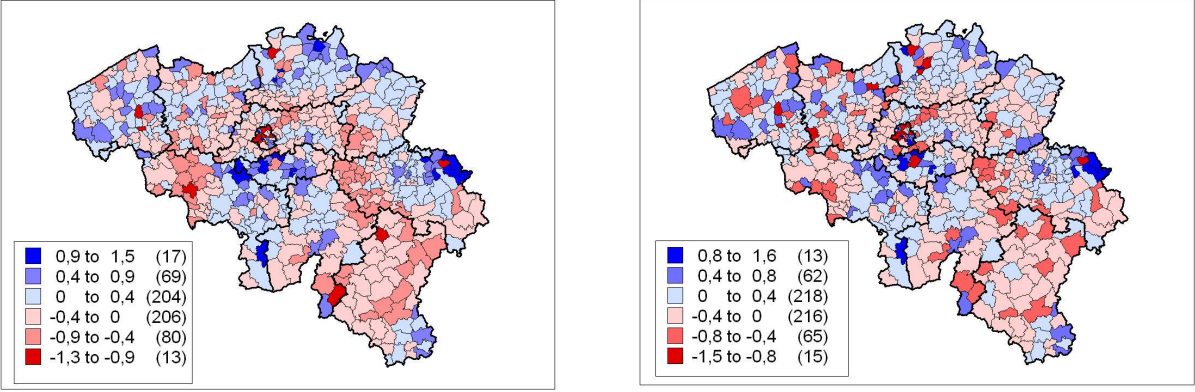 0,9 to 1,5 (17)
0,4 to 0,9 (69)
0 to 0,4 (204)
-0,4 to 0 (206)
-0,9 to -0,4 (80)
-1,3 to -0,9 (13)
0,8 to 1,6 (13)
0,4 to 0,8 (62)
0 to 0,4 (218)
-0,4 to 0 (216)
-0,8 to -0,4 (65)
-1,5 to -0,8 (15)